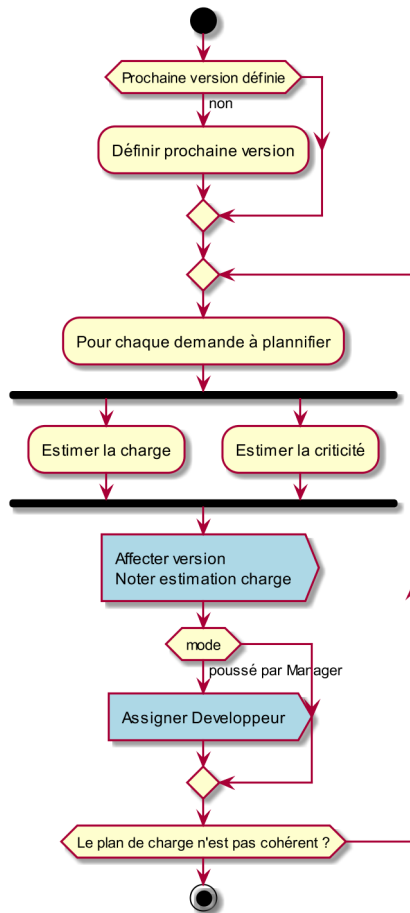 Prochaine version définie
non
Définir prochaine version
Pour chaque demande à plannifier
Estimer la charge
Estimer la criticité
Affecter version
Noter estimation charge
mode
poussé par Manager
Assigner Developpeur
Le plan de charge n'est pas cohérent ?